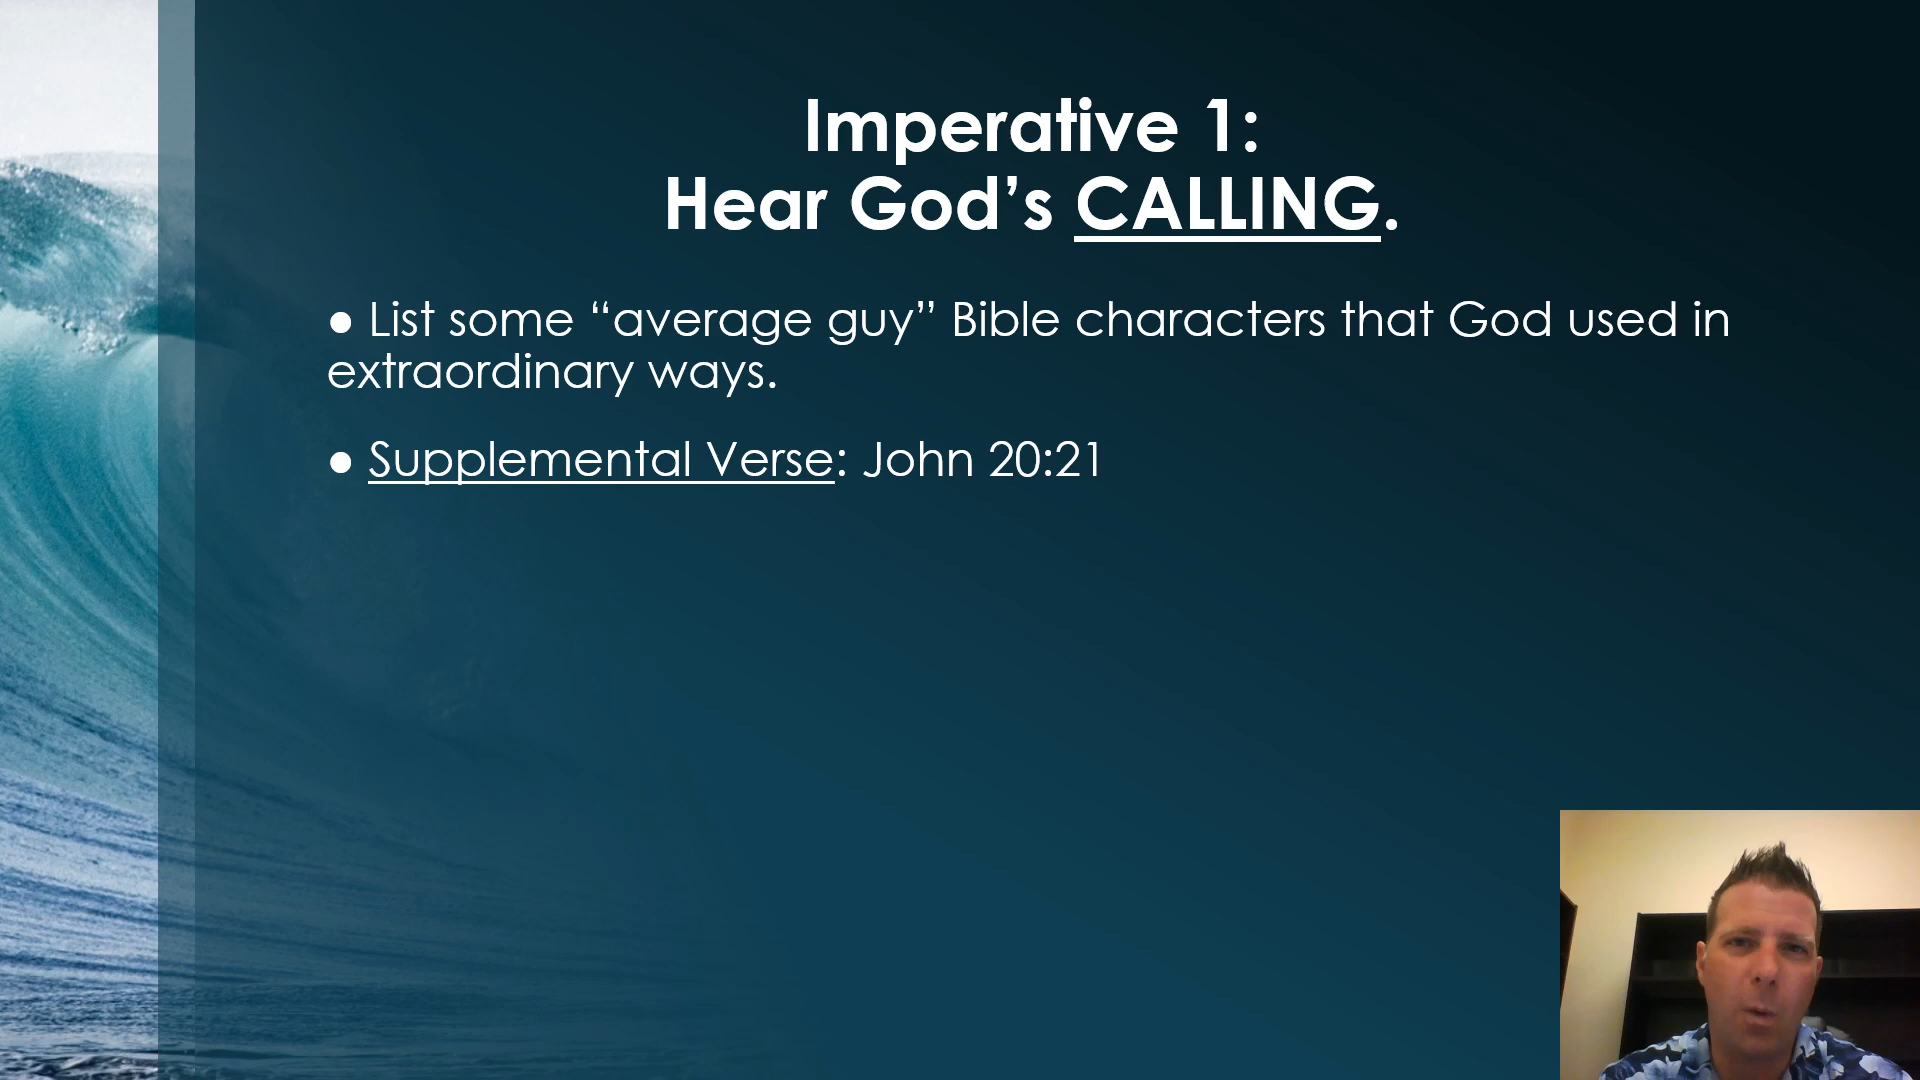 Imperative 1:
Hear God’s CALLING.
● List some “average guy” Bible characters that God used in
extraordinary ways.
● Supplemental Verse: John 20:21